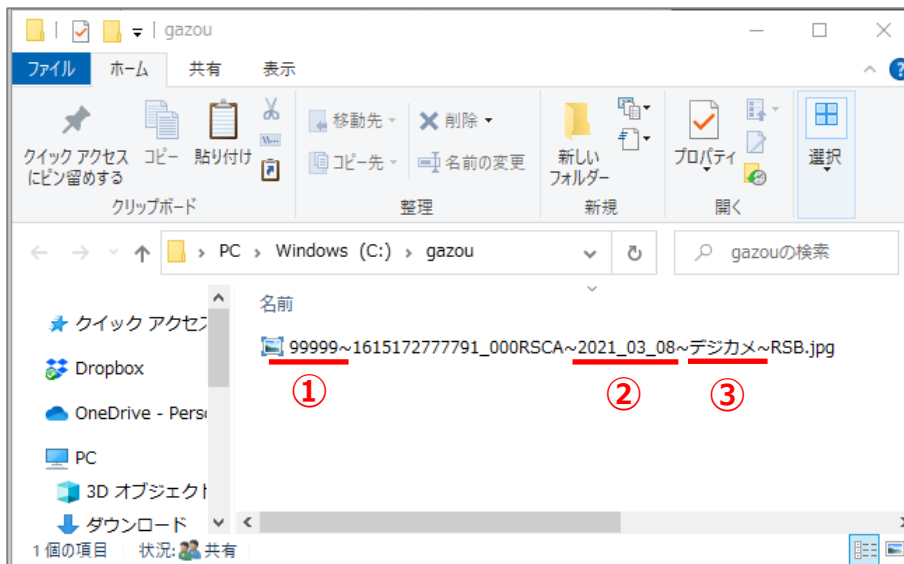 gazou
ファイル ホーム 共有 表示
クイック アクセス
にピン留めする
コピー
貼り付け
クリップボード
移動先
コピー先
削除
名前の変更
整理
新しい
フォルダー
新規
プロパティ
開く
選択
PC › Windows (C:) › gazou
gazouの検索
名前
クイック アクセス
99999~1615172777791_000RSCA~2021_03_08~デジカメ~RSB.jpg
① ② ③
Dropbox
OneDrive - Pers
PC
3D オブジェクト
ダウンロード
1 個の項目 状況: 共有